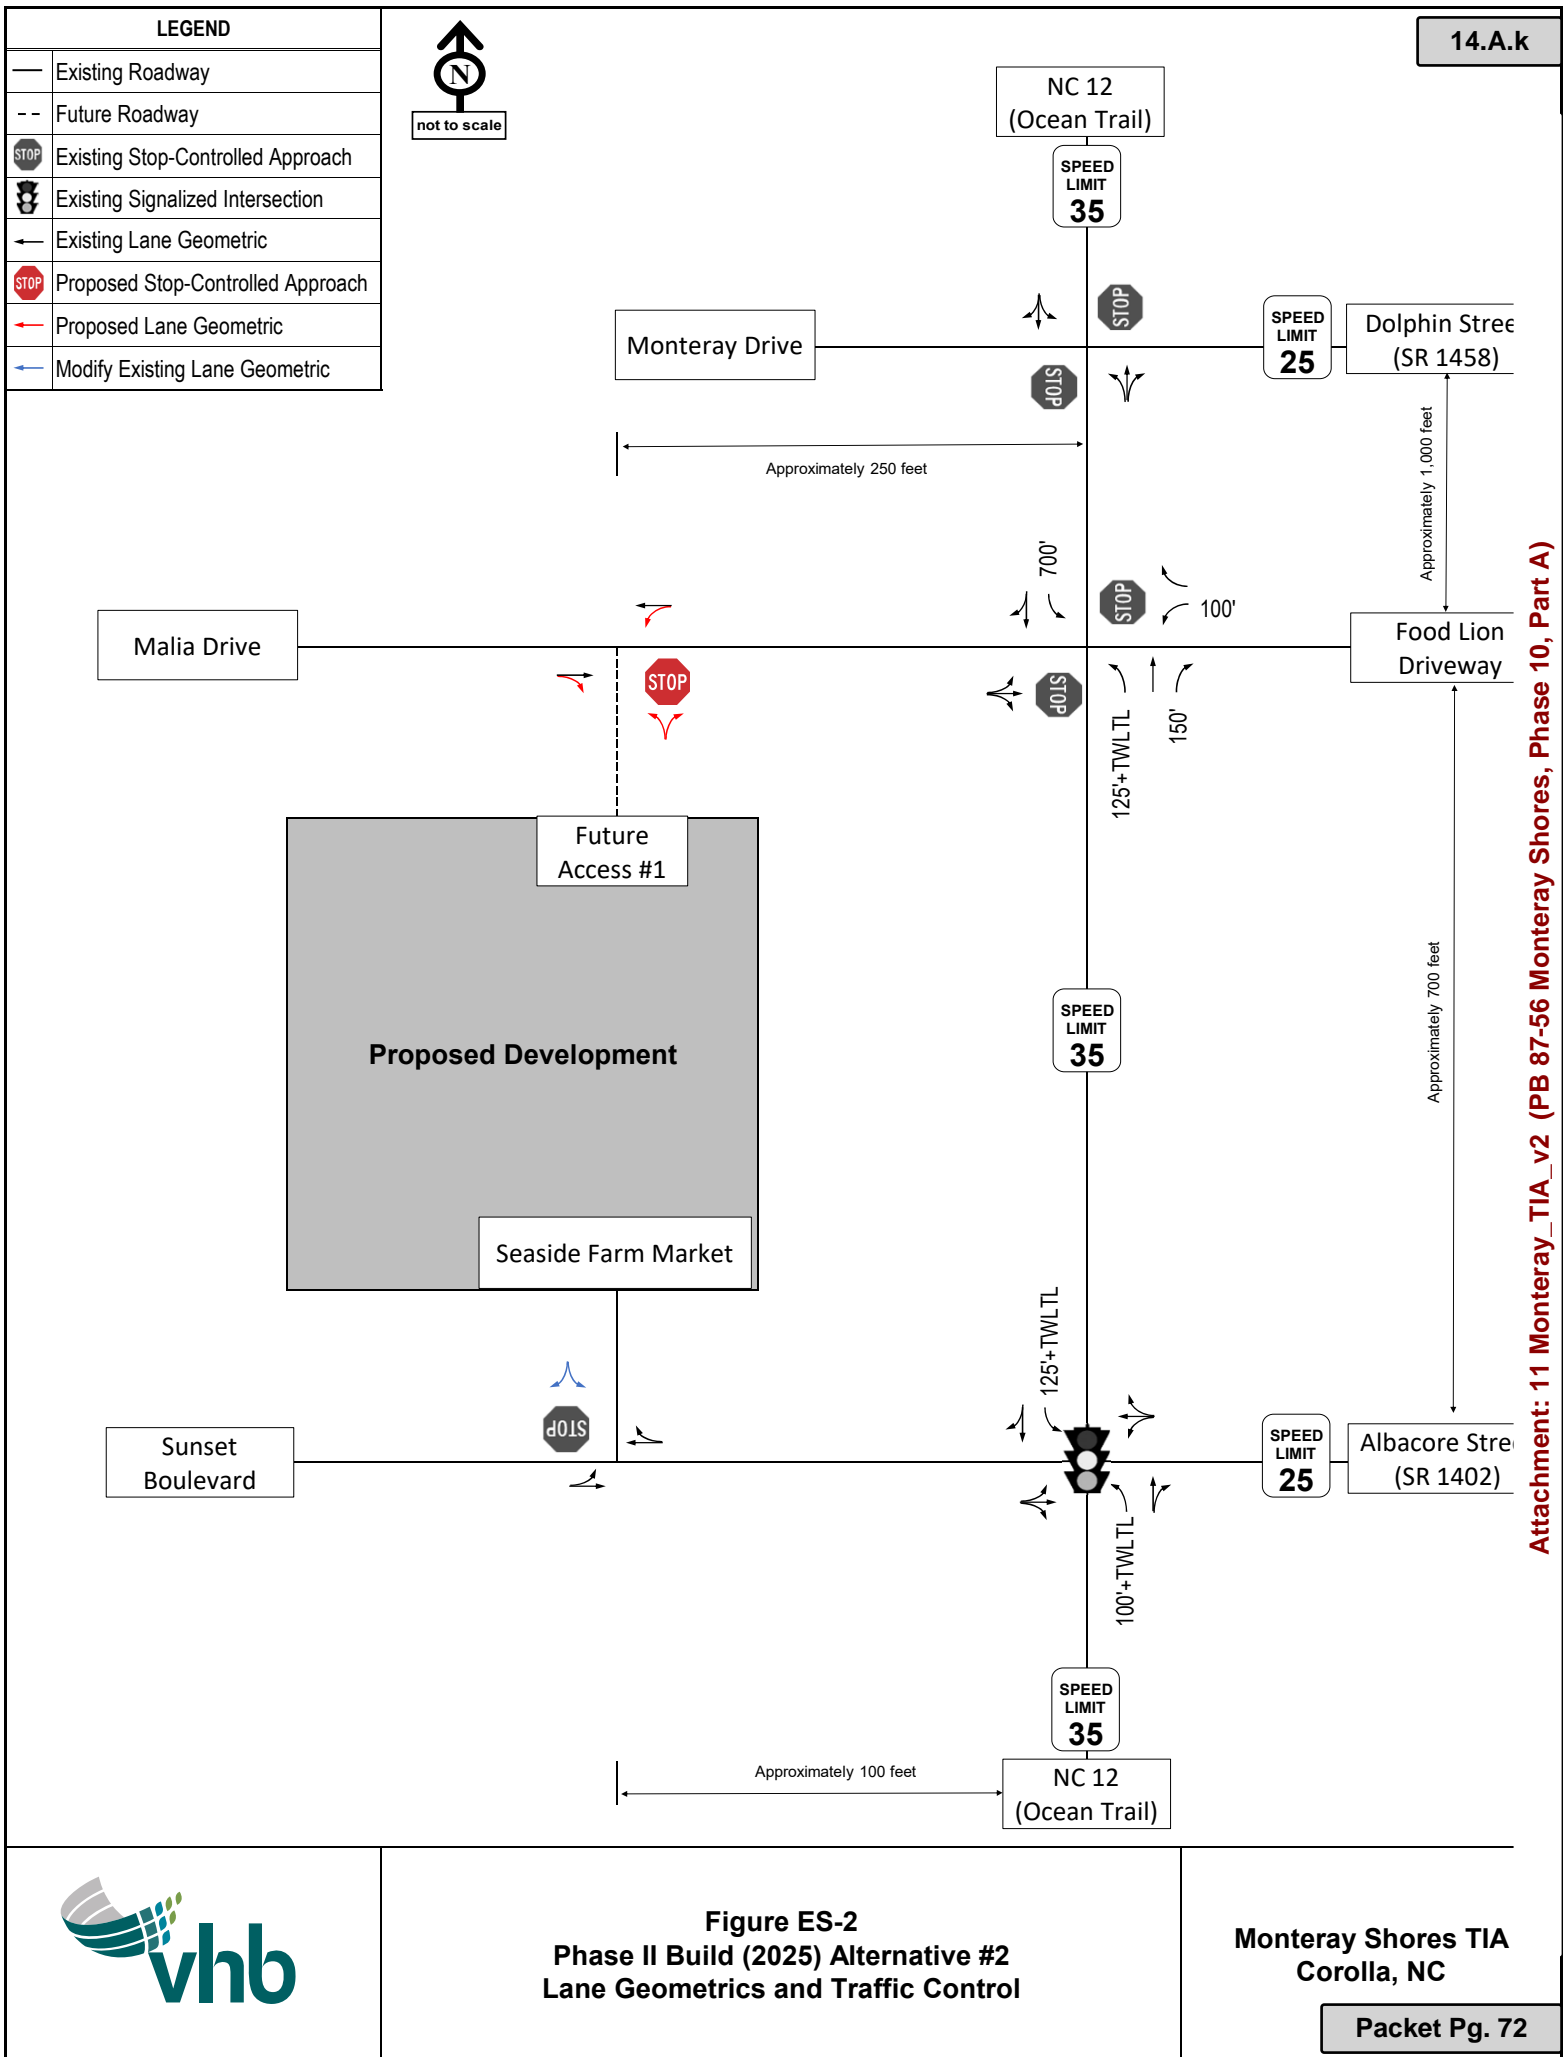 LEGEND
Existing Roadway
Future Roadway
STOP
Existing Stop-Controlled Approach
Existing Signalized Intersection
Existing Lane Geometric
STOP
Proposed Stop-Controlled Approach
Proposed Lane Geometric
Modify Existing Lane Geometric
N
not to scale
14.A.k
NC 12
(Ocean Trail)
SPEED
LIMIT
35
STOP
Monteray Drive
SPEED
LIMIT
25
Dolphin Stree
(SR 1458)
STOP
Approximately 250 feet
Approximately 1,000 feet
700'
STOP
100'
Malia Drive
Food Lion
Driveway
STOP
STOP
125'+TWLTL
150'
Future
Access #1
Proposed Development
SPEED
LIMIT
35
Approximately 700 feet
Seaside Farm Market
125'+TWLTL
STOP
Sunset
Boulevard
SPEED
LIMIT
25
Albacore Stre
(SR 1402)
100'+TWLTL
SPEED
LIMIT
35
Approximately 100 feet
NC 12
(Ocean Trail)
Attachment: 11 Monteray_TIA_v2 (PB 87-56 Monteray Shores, Phase 10, Part A)
vhb
Figure ES-2
Phase II Build (2025) Alternative #2
Lane Geometrics and Traffic Control
Monteray Shores TIA
Corolla, NC
Packet Pg. 72